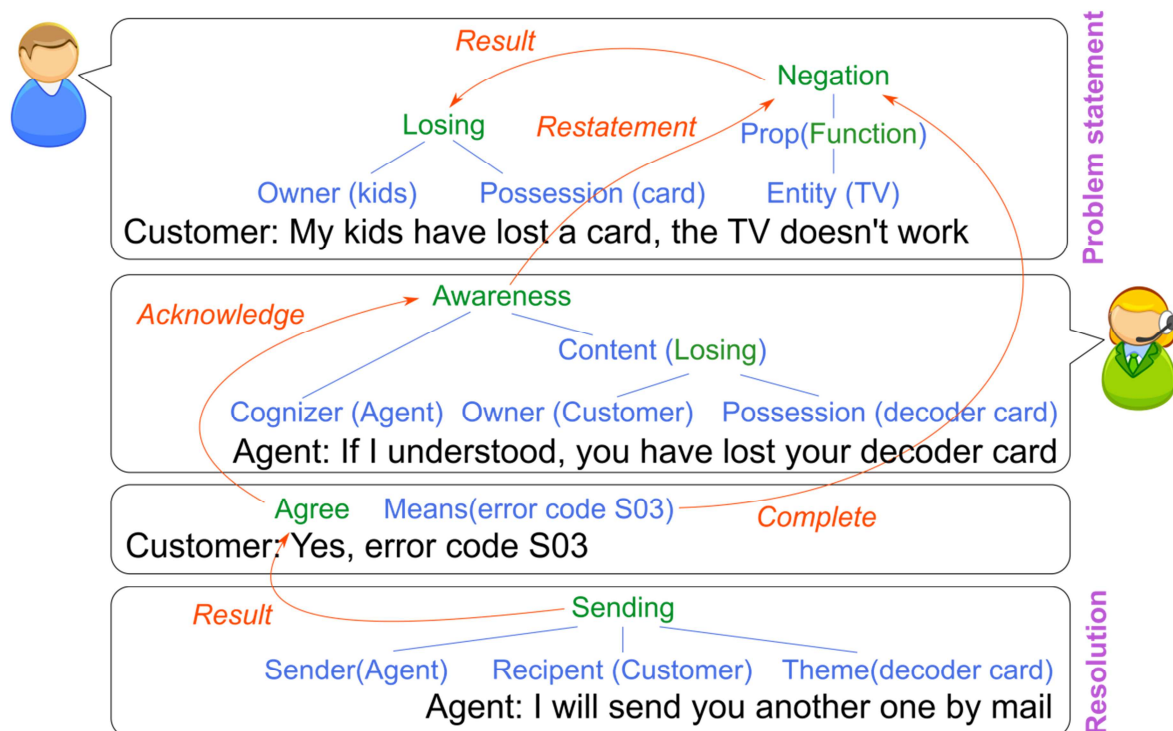 Result
Negation
Losing
Restatement
Prop(Function)
Owner (kids) Possession (card) Entity (TV)
Customer: My kids have lost a card, the TV doesn't work
Problem statement
Awareness
Acknowledge
Content (Losing)
Cognizer (Agent) Owner (Customer) Possession (decoder card)
Agent: If I understood, you have lost your decoder card
Agree Means(error code S03)
Complete
Customer: Yes, error code S03
Sending
Result
Sender(Agent) Recipent (Customer) Theme(decoder card)
Agent: I will send you another one by mail
Resolution